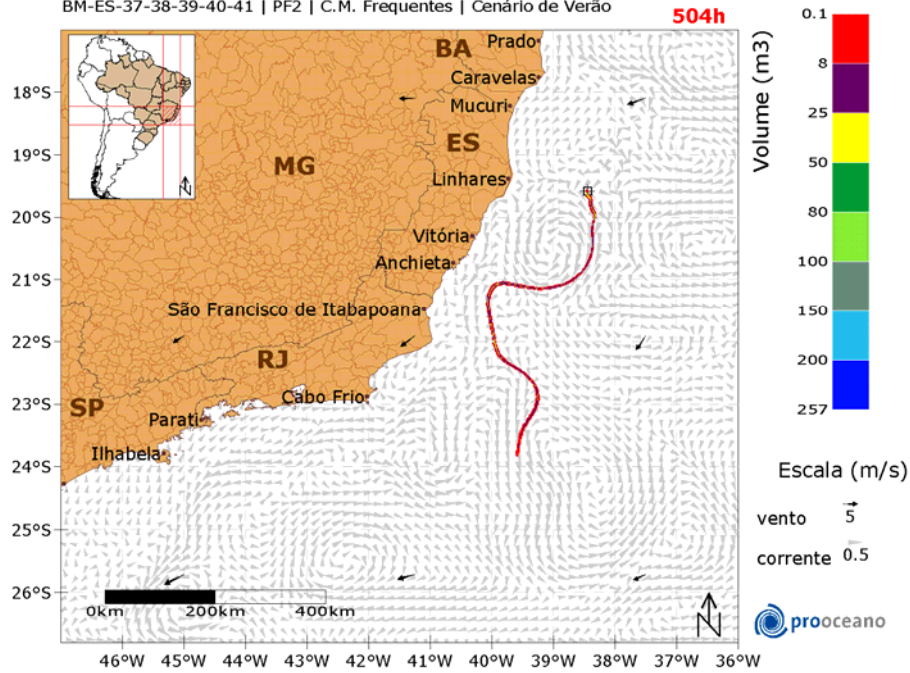 BM-ES-37-38-39-40-41 | PF2 | C.M. Frequentes | Cenário de Verão
504h
BA
Prado
Caravelas
Mucuri
ES
MG
Linhares
Vitória
Anchieta
São Francisco de Itabapoana
RJ
Cabo Frio
SP
Parati
Ilhabela
18°S
19°S
20°S
21°S
22°S
23°S
24°S
25°S
26°S
0km 200km 400km
N
N
46°W 45°W 44°W 43°W 42°W 41°W 40°W 39°W 38°W 37°W 36°W
Volume (m3)
0.1
8
25
50
80
100
150
200
257
Escala (m/s)
vento 5
corrente 0.5
prooceano